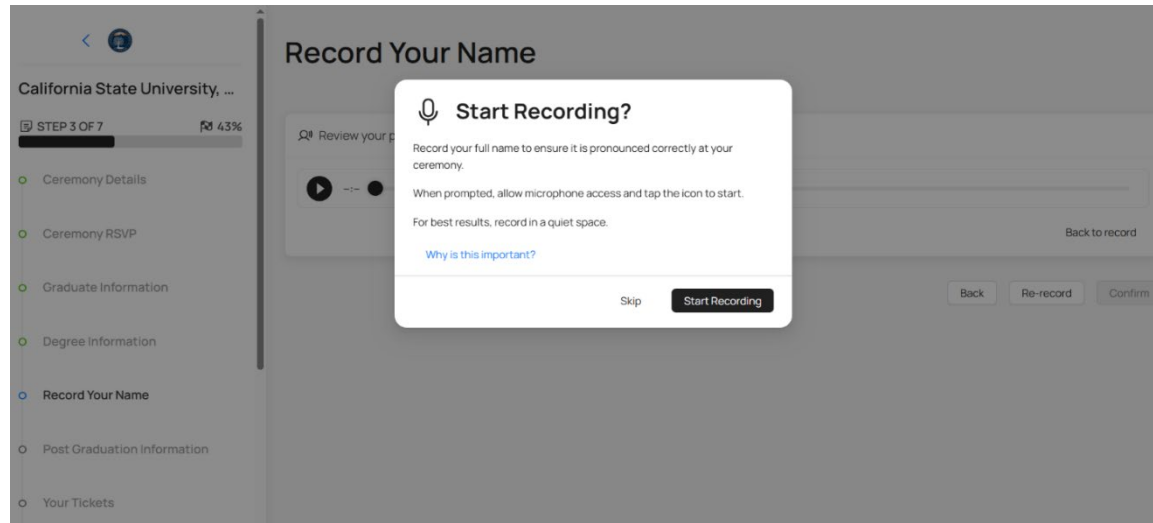 California State University, ...
STEP 3 OF 7 43%
Ceremony Details
Ceremony RSVP
Graduate Information
Degree Information
Record Your Name
Post Graduation Information
Your Tickets
Record Your Name
Review your p
--:--
Back to record
Back Re-record Confirm
Start Recording?
Record your full name to ensure it is pronounced correctly at your
ceremony.
When prompted, allow microphone access and tap the icon to start.
For best results, record in a quiet space.
Why is this important?
Skip Start Recording